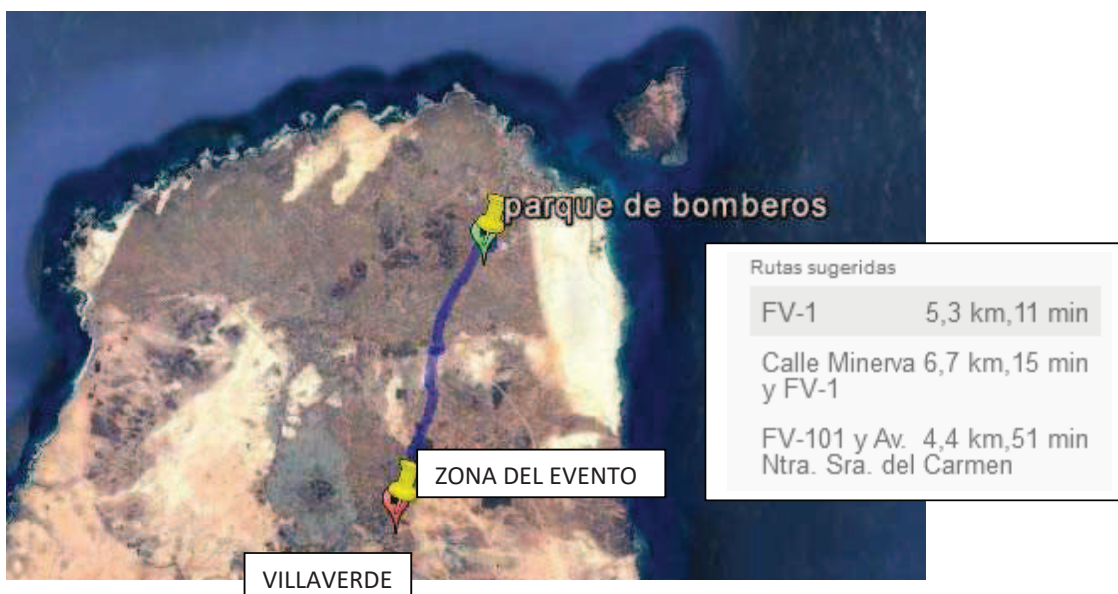 parque de bomberos
Rutas sugeridas
FV-1 5,3 km,11 min
Calle Minerva 6,7 km,15 min
y FV-1
FV-101 y Av. 4,4 km,51 min
Ntra. Sra. del Carmen
ZONA DEL EVENTO
VILLAVERDE